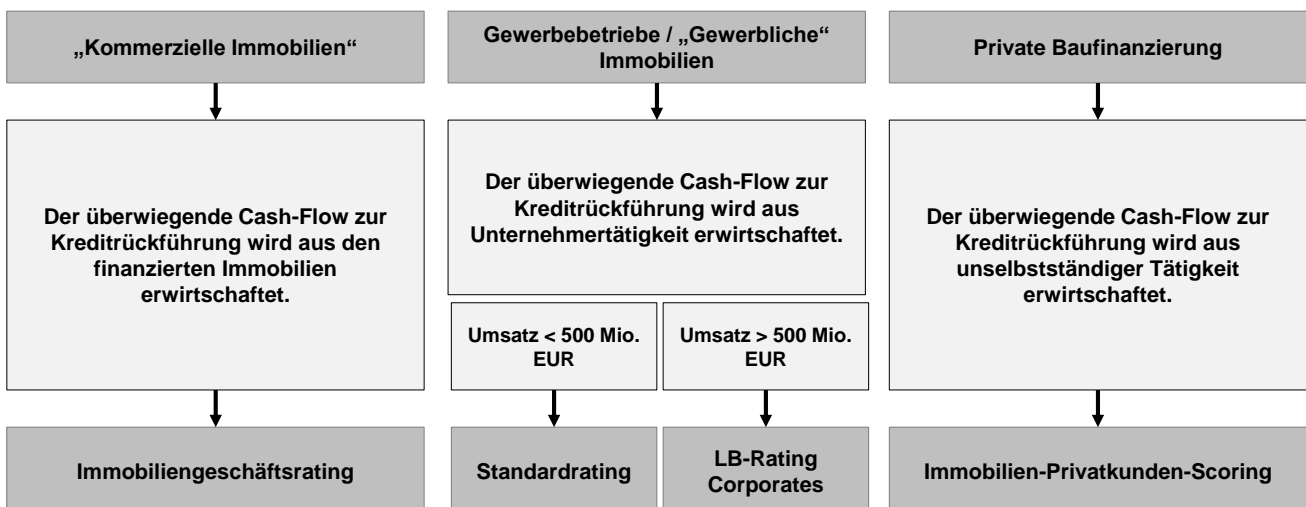 „Kommerzielle Immobilien“
Gewerbebetriebe / „Gewerbliche“
Immobilien
Private Baufinanzierung
Der überwiegende Cash-Flow zur
Kreditrückführung wird aus den
finanzierten Immobilien
erwirtschaftet.
Der überwiegende Cash-Flow zur
Kreditrückführung wird aus
Unternehmertätigkeit erwirtschaftet.
Umsatz < 500 Mio.
EUR
Umsatz > 500 Mio.
EUR
Der überwiegende Cash-Flow zur
Kreditrückführung wird aus
unselbstständiger Tätigkeit
erwirtschaftet.
Immobiliengeschäftsrating
Standardrating
LB-Rating
Corporates
Immobilien-Privatkunden-Scoring